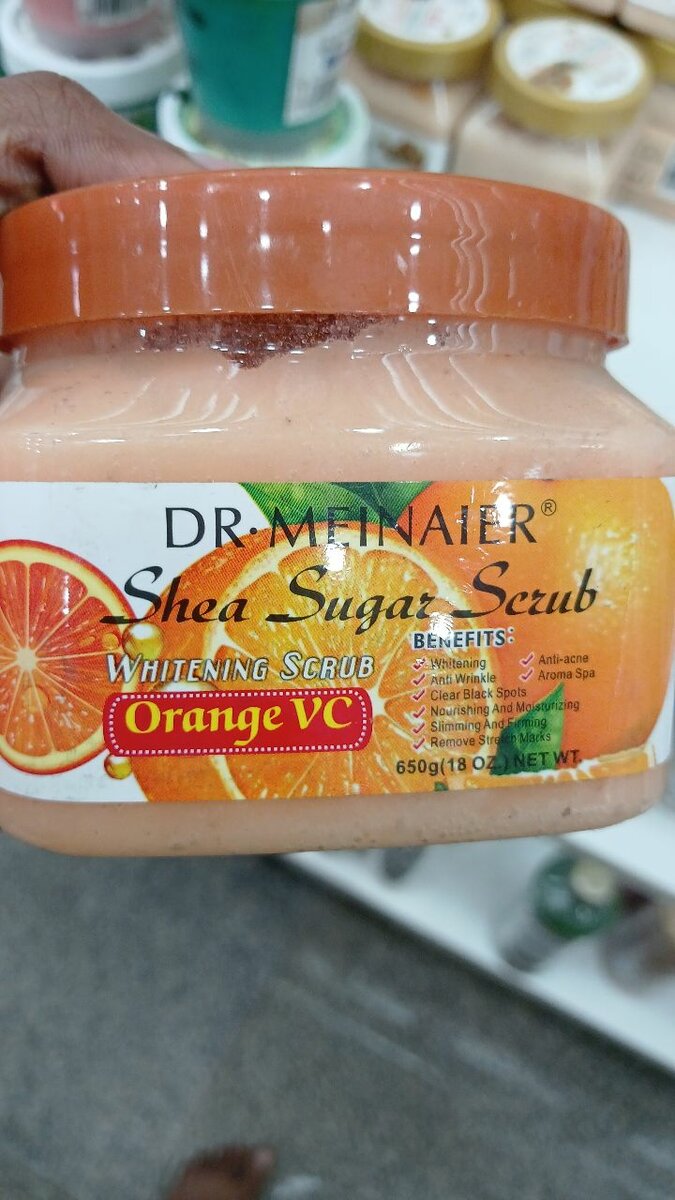 DR·MEINAIER®
Shea Sugar Scrub
WHITENING SCRUB
Orange VC
BENEFITS:
Whitening
Anti Wrinkle
Clear Black Spots
Nourishing And Moisturizing
Slimming And Firming
Remove Stretch Marks
Anti-acne
Aroma Spa
650g(18 OZ.) NET WT.